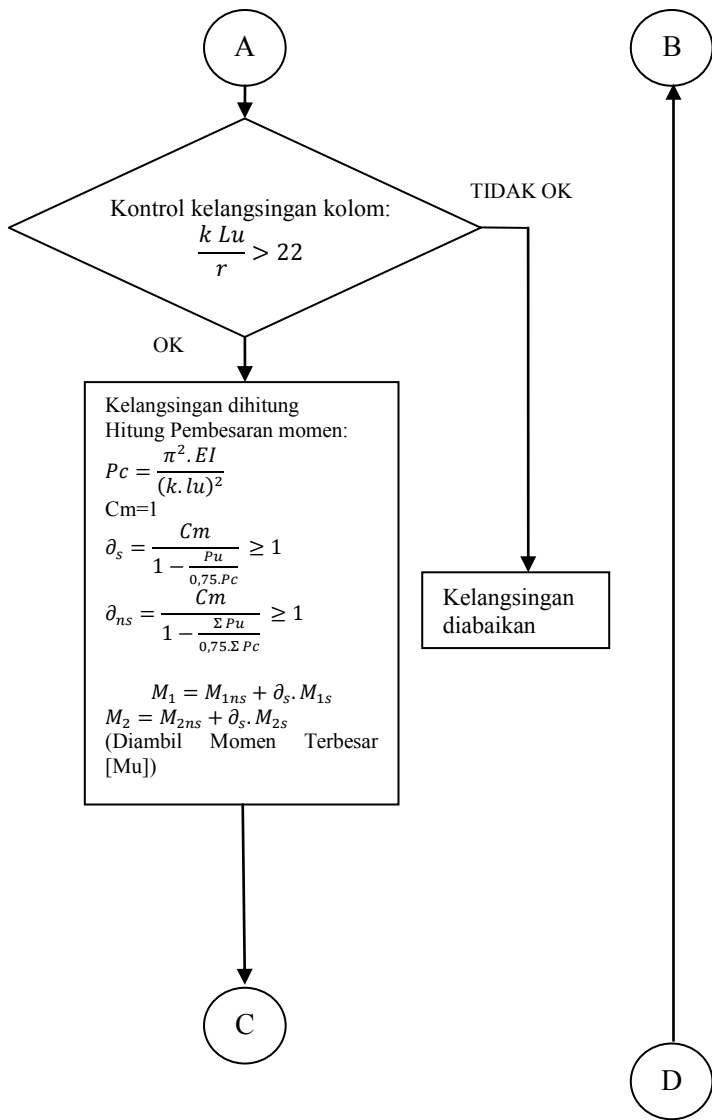 A
B
Kontrol kelangsingan kolom:
k Lu / r > 22
TIDAK OK
OK
Kelangsingan dihitung
Hitung Pembesaran momen:
Pc = π². EI / (k. lu)²
Cm=1
∂ₛ = Cm / (1 − Pu / 0,75.Pc) ≥ 1
∂ₙₛ = Cm / (1 − Σ Pu / 0,75.Σ Pc) ≥ 1
M₁ = M₁ₙₛ + ∂ₛ. M₁ₛ
M₂ = M₂ₙₛ + ∂ₛ. M₂ₛ
(Diambil Momen Terbesar
[Mu])
Kelangsingan
diabaikan
C
D